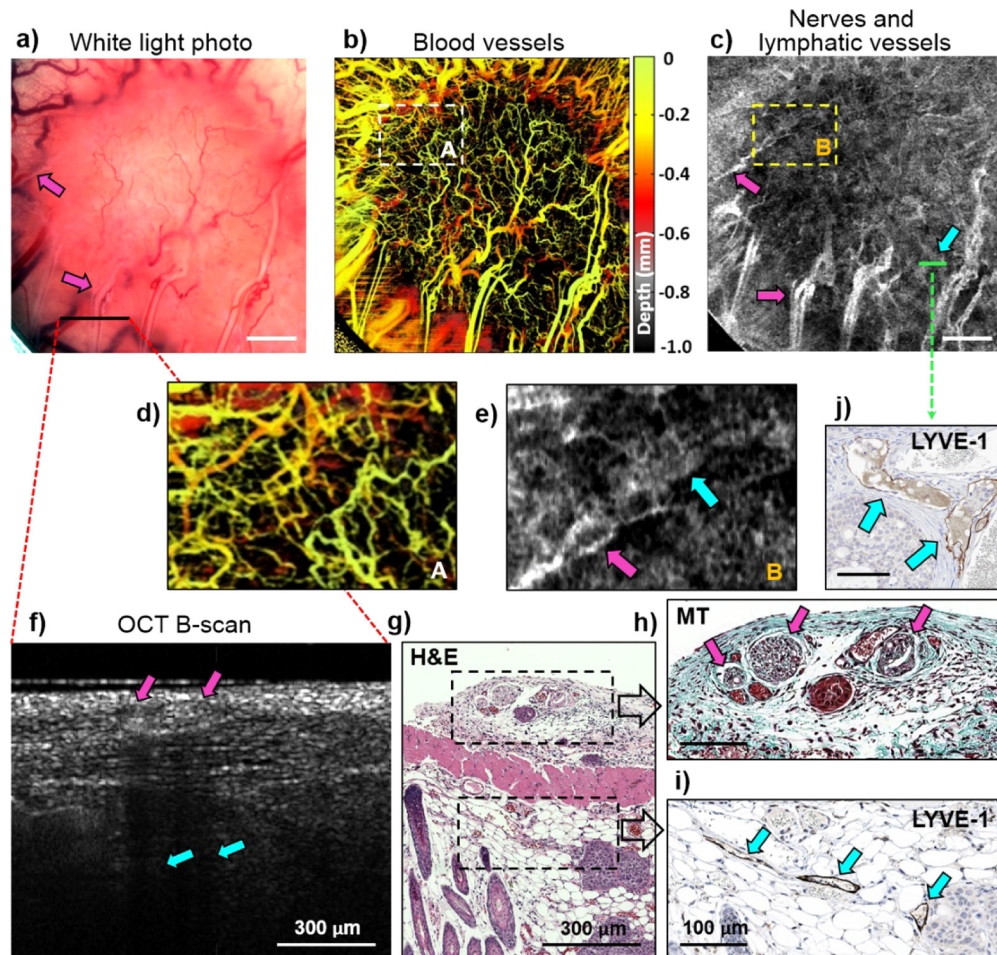 a) White light photo
b) Blood vessels
c) Nerves and lymphatic vessels
A
0
-0.2
-0.4
-0.6
-0.8
-1.0
Depth (mm)
B
d)
A
e)
B
j)
LYVE-1
f) OCT B-scan
300 µm
g)
H&E
300 µm
h)
MT
i)
LYVE-1
100 µm